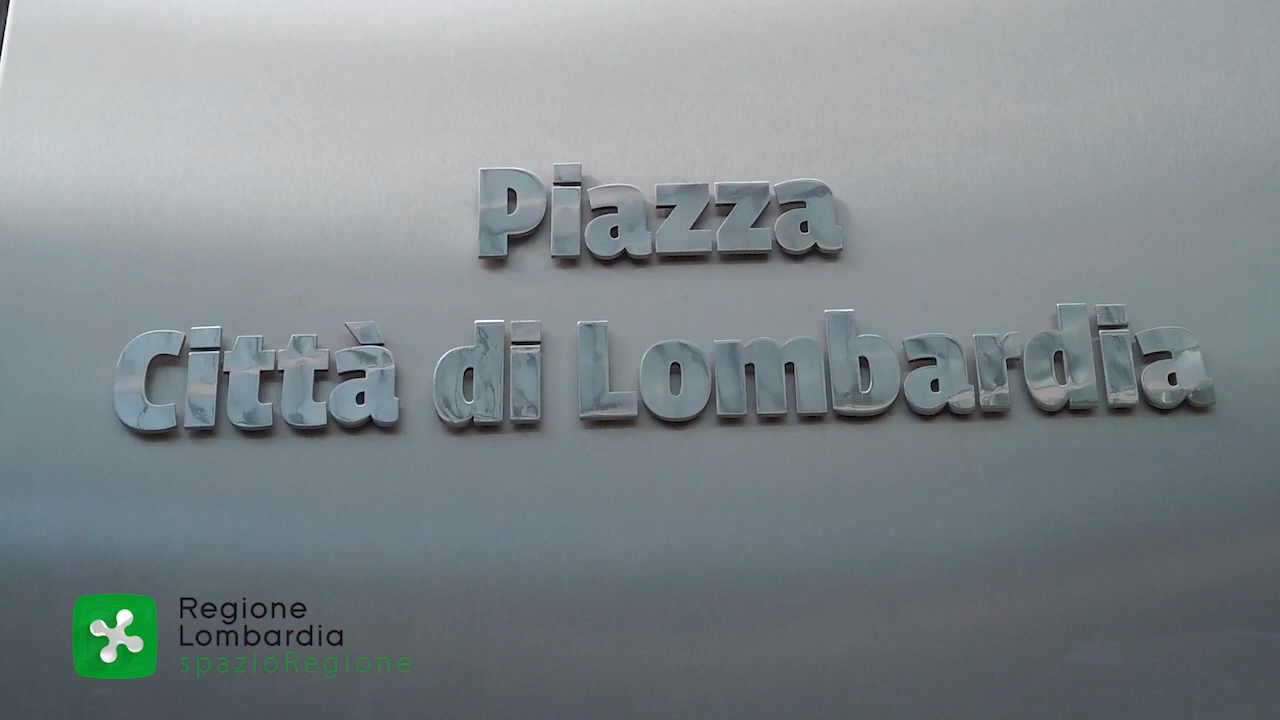 Piazza
Città di Lombardia
Regione
Lombardia
spazioRegione